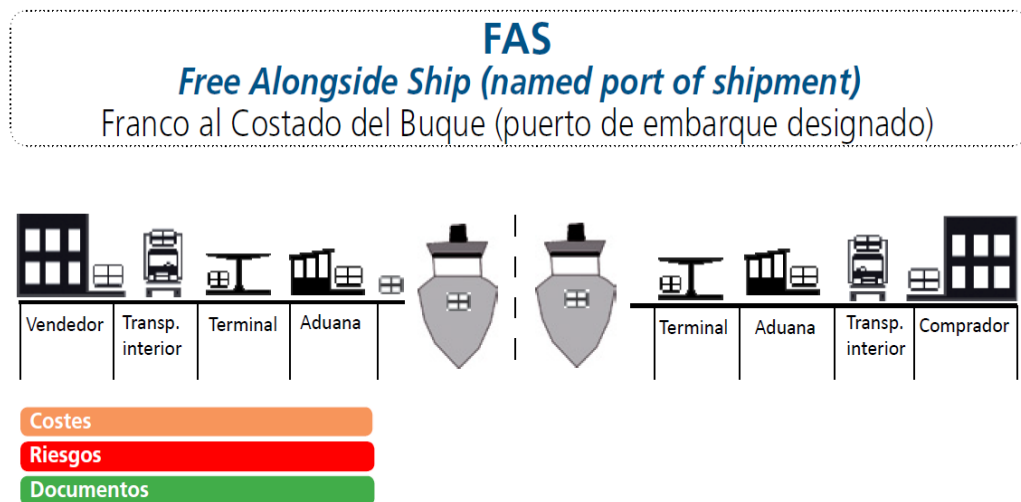 FAS
Free Alongside Ship (named port of shipment)
Franco al Costado del Buque (puerto de embarque designado)
Vendedor
Transp.
interior
Terminal
Aduana
Terminal
Aduana
Transp.
interior
Comprador
Costes
Riesgos
Documentos